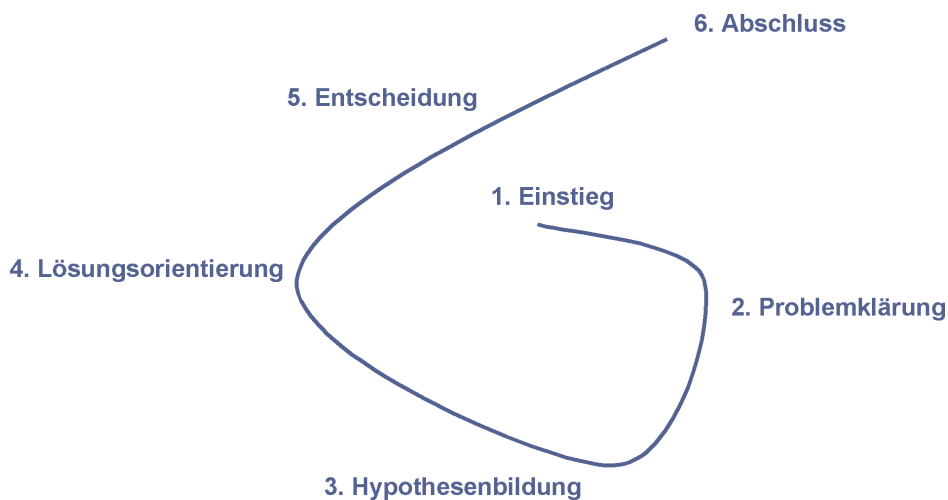 6. Abschluss
5. Entscheidung
1. Einstieg
4. Lösungsorientierung
2. Problemklärung
3. Hypothesenbildung